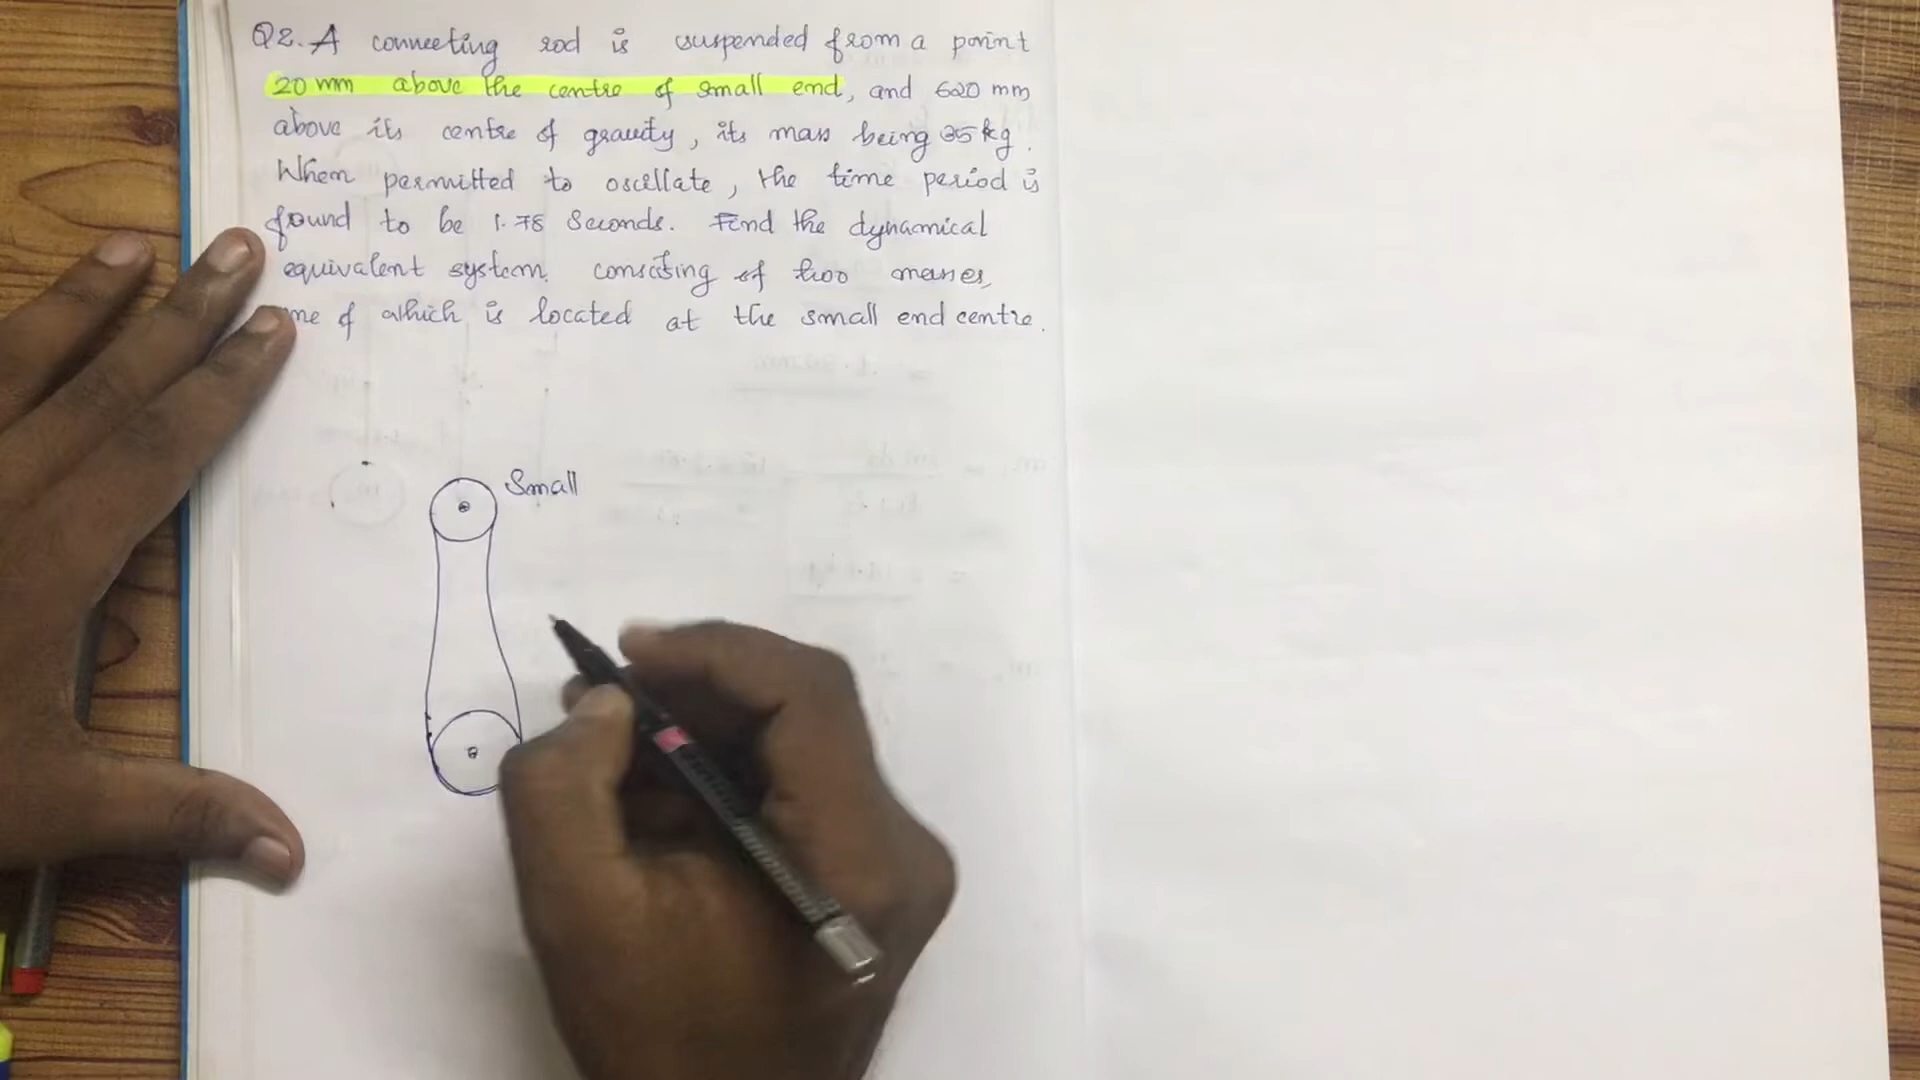 Q2. A connecting rod is suspended from a point
20 mm above the centre of small end, and 620 mm
above its centre of gravity, its mass being 35 kg.
When permitted to oscillate, the time period is
found to be 1.78 Seconds. Find the dynamical
equivalent system consisting of two masses,
of which is located at the small end centre.
Small